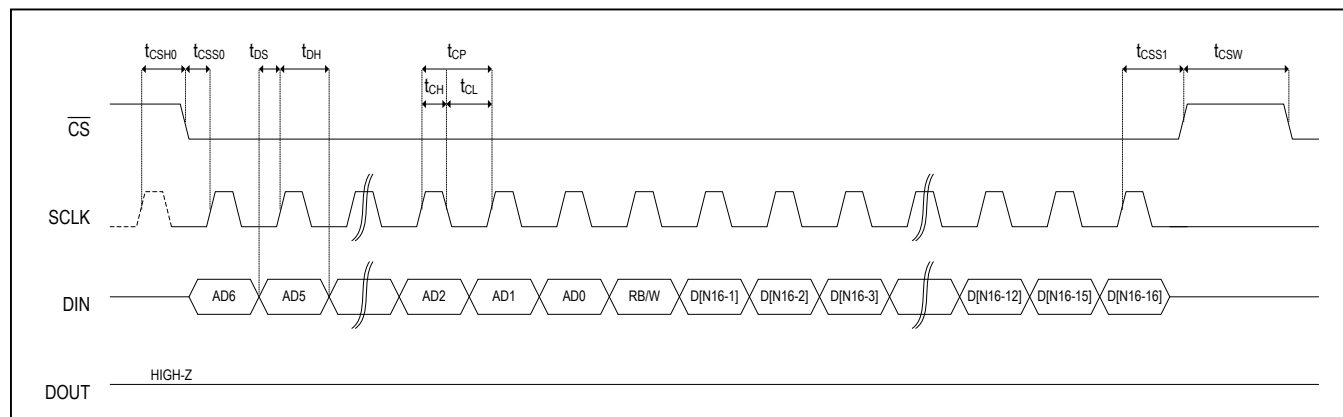 tCSH0 tCSS0 tDS tDH tCP tCSS1 tCSW
tCH tCL
CS
SCLK
DIN AD6 AD5 AD2 AD1 AD0 RB/W D[N16-1] D[N16-2] D[N16-3] D[N16-12] D[N16-15] D[N16-16]
HIGH-Z
DOUT